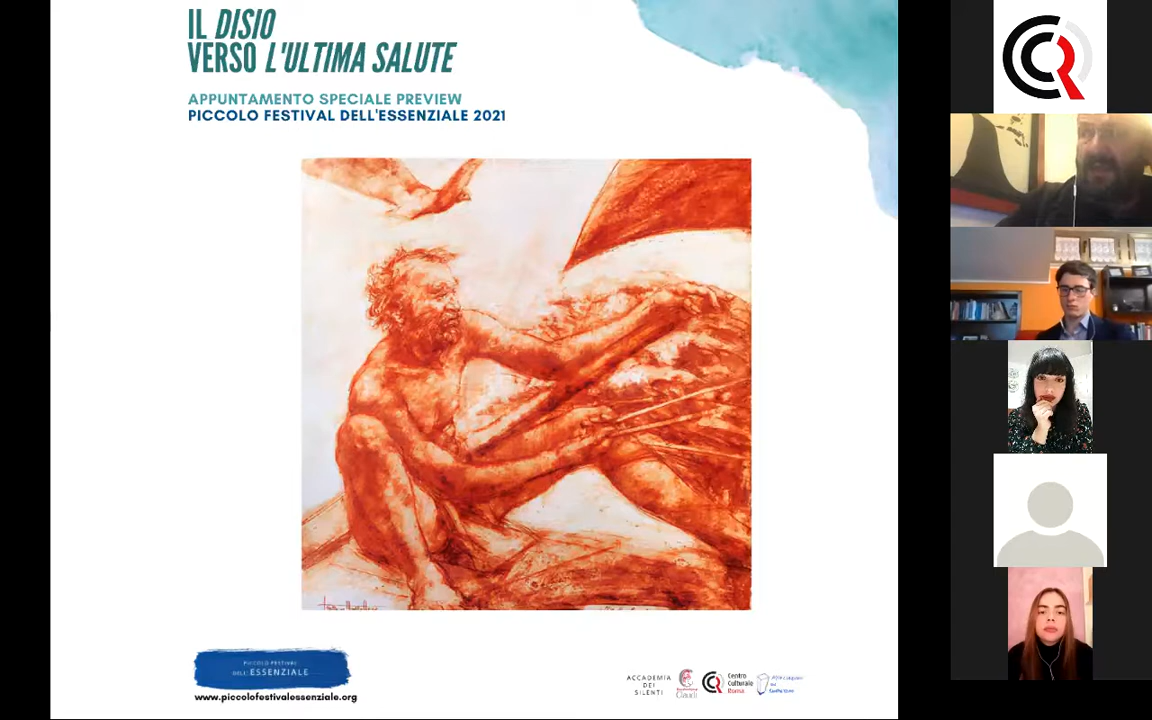 IL DISIO
VERSO L'ULTIMA SALUTE
APPUNTAMENTO SPECIALE PREVIEW
PICCOLO FESTIVAL DELL'ESSENZIALE 2021
PICCOLO FESTIVAL
DELL'ESSENZIALE
www.piccolofestivalessenziale.org
ACCADEMIA
DEI
SILENTI
Claudi
Centro
Culturale
Roma